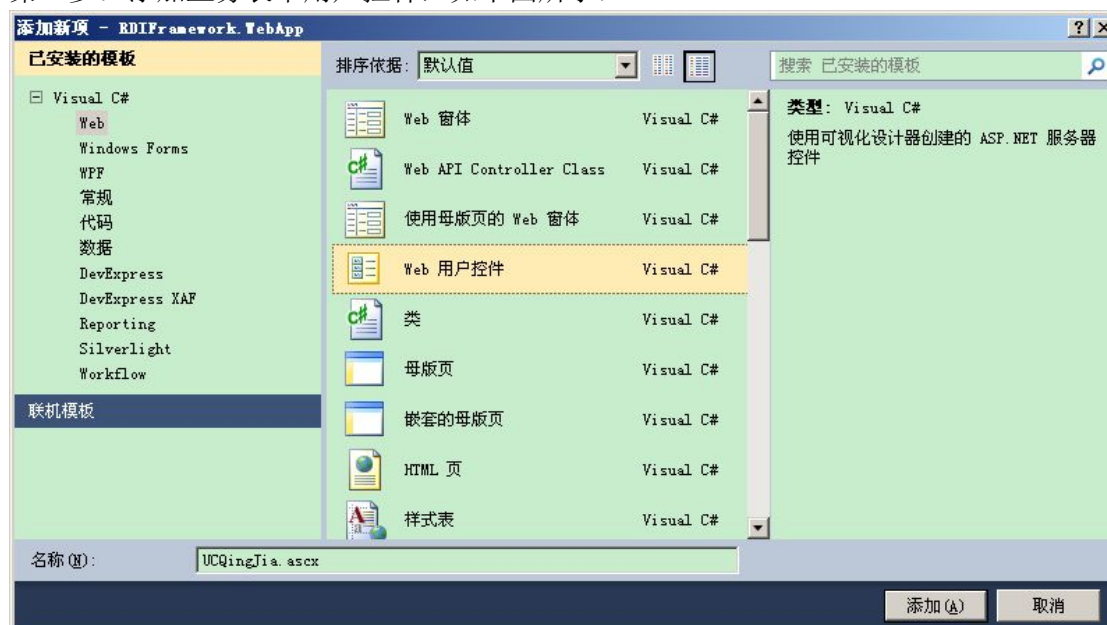 添加新项 - RDIFramework.WebApp
已安装的模板
排序依据: 默认值
搜索 已安装的模板
Visual C#
Web
Windows Forms
WPF
常规
代码
数据
DevExpress
DevExpress XAF
Reporting
Silverlight
Workflow
联机模板
Web 窗体 Visual C#
Web API Controller Class Visual C#
使用母版页的 Web 窗体 Visual C#
Web 用户控件 Visual C#
类 Visual C#
母版页 Visual C#
嵌套的母版页 Visual C#
HTML 页 Visual C#
样式表 Visual C#
类型: Visual C#
使用可视化设计器创建的 ASP.NET 服务器
控件
名称(N): UCQingJia.ascx
添加(A) 取消